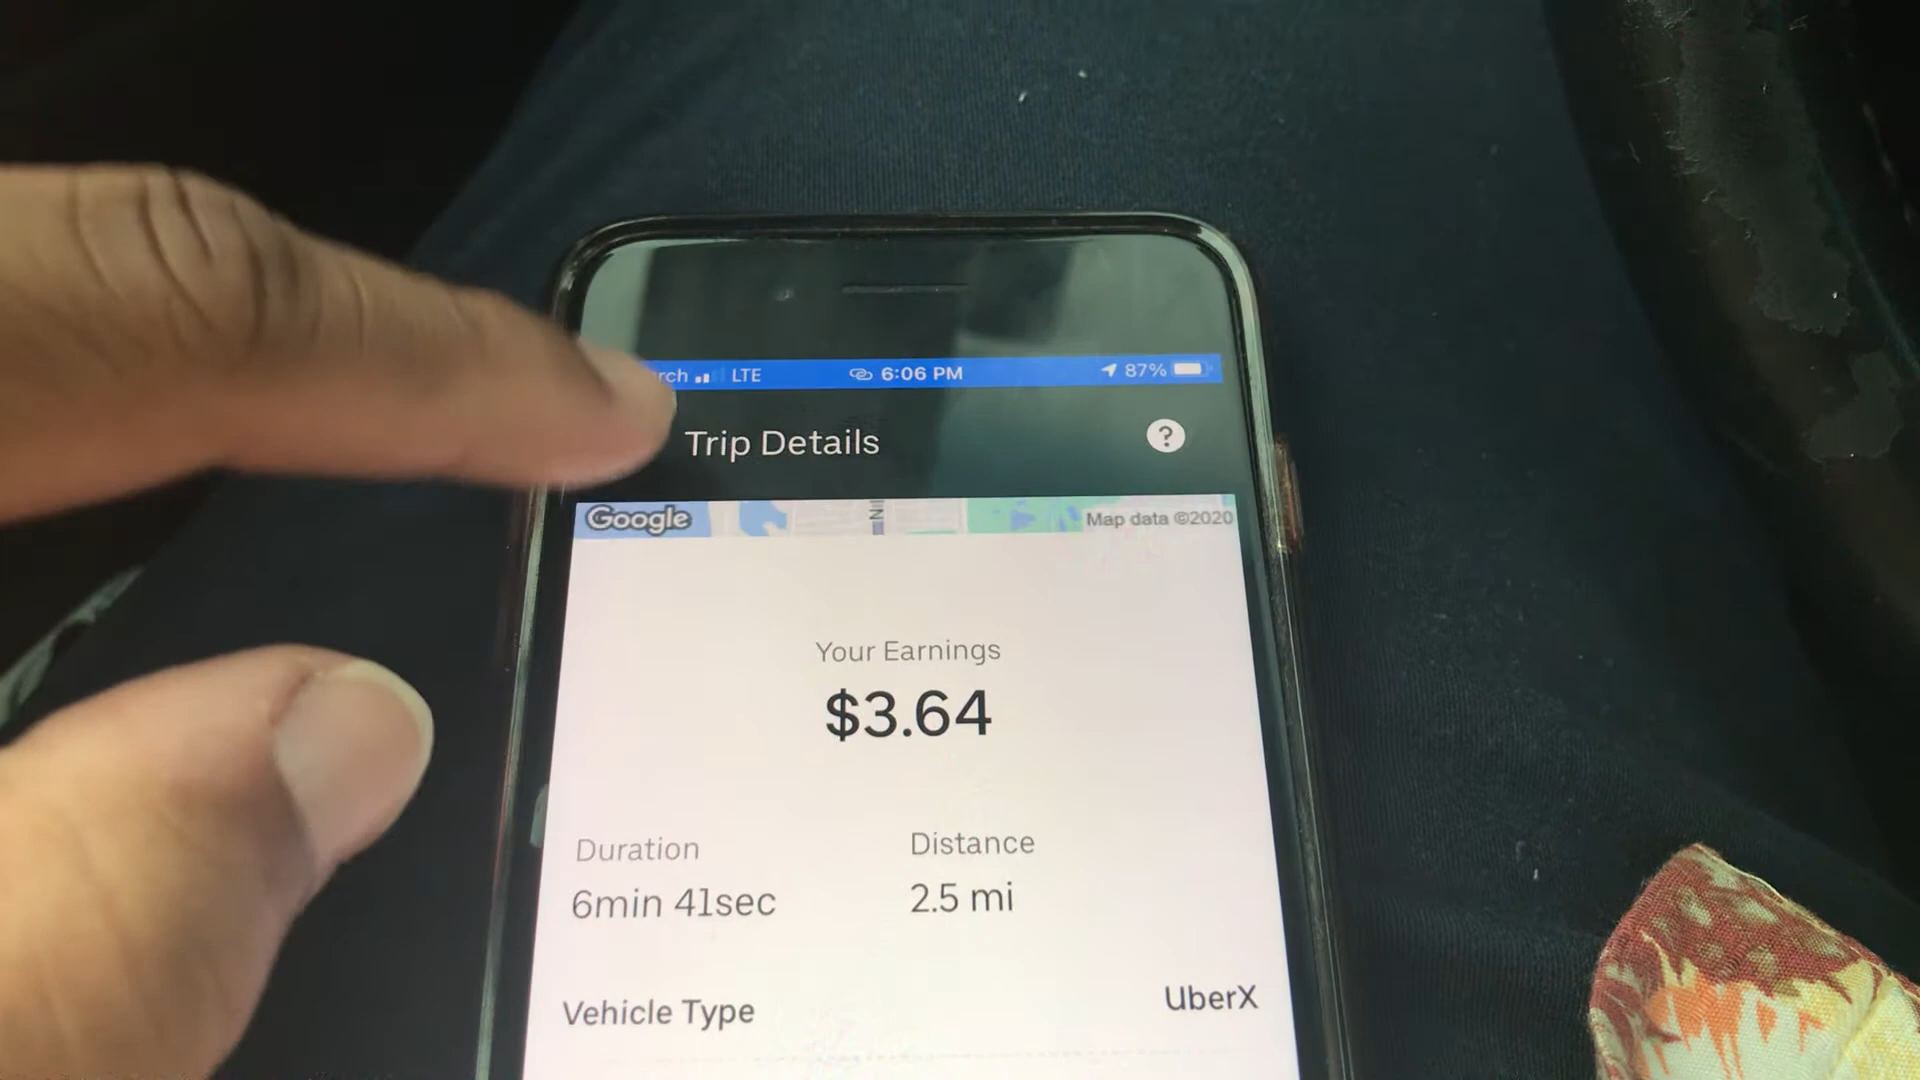 LTE 6:06 PM 87%
Trip Details ?
Google Map data ©2020
Your Earnings
$3.64
Duration Distance
6min 41sec 2.5 mi
Vehicle Type UberX